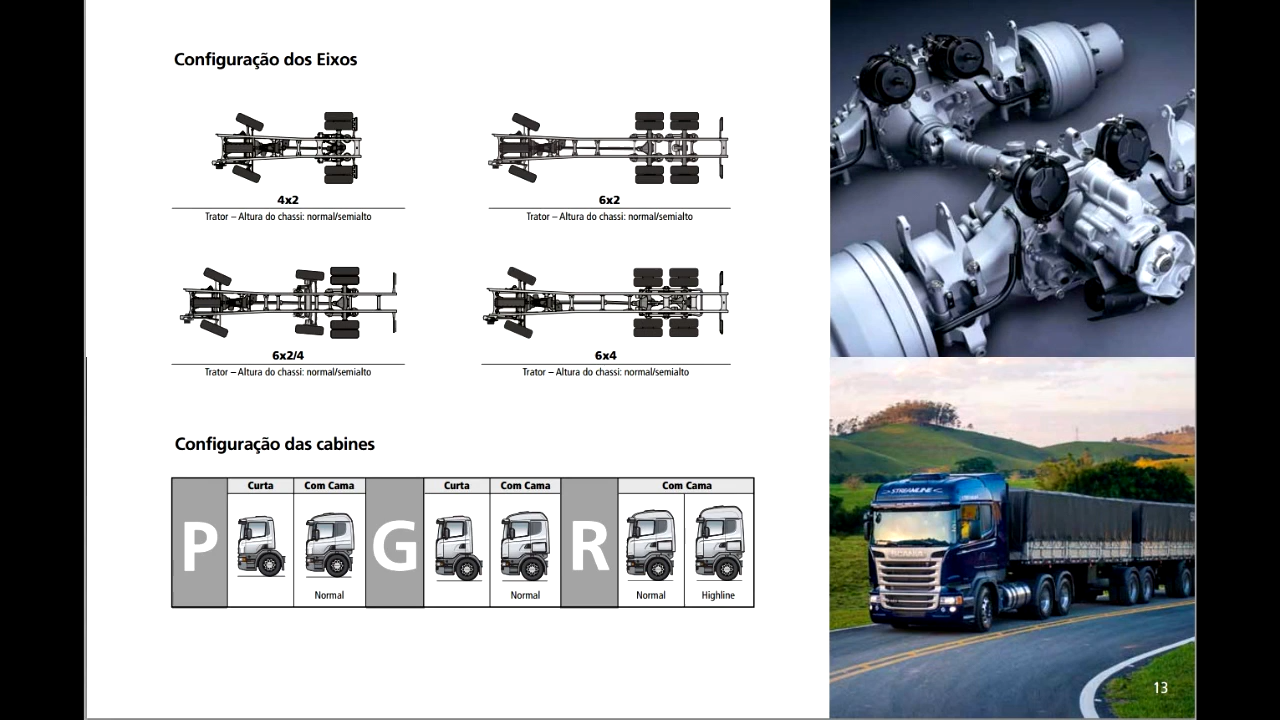 Configuração dos Eixos
4x2
Trator – Altura do chassi: normal/semialto
6x2
Trator – Altura do chassi: normal/semialto
6x2/4
Trator – Altura do chassi: normal/semialto
6x4
Trator – Altura do chassi: normal/semialto
Configuração das cabines
P
Curta
Com Cama
Normal
G
Curta
Com Cama
Normal
R
Com Cama
Normal
Highline
STREAMLINE
SCANIA
13